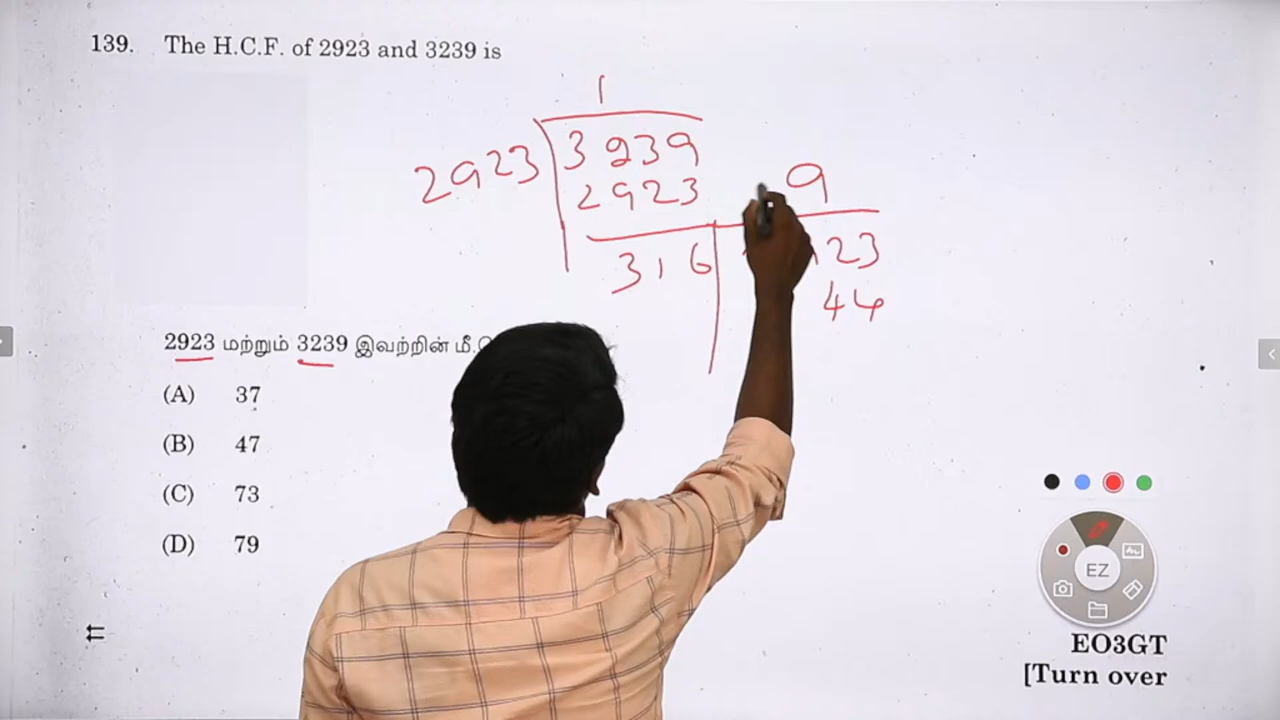 139. The H.C.F. of 2923 and 3239 is
1
2923 3239
2923
9
316 23
44
2923 மற்றும் 3239 இவற்றின்
(A) 37
(B) 47
(C) 73
(D) 79
⇇
EZ
EO3GT
[Turn over